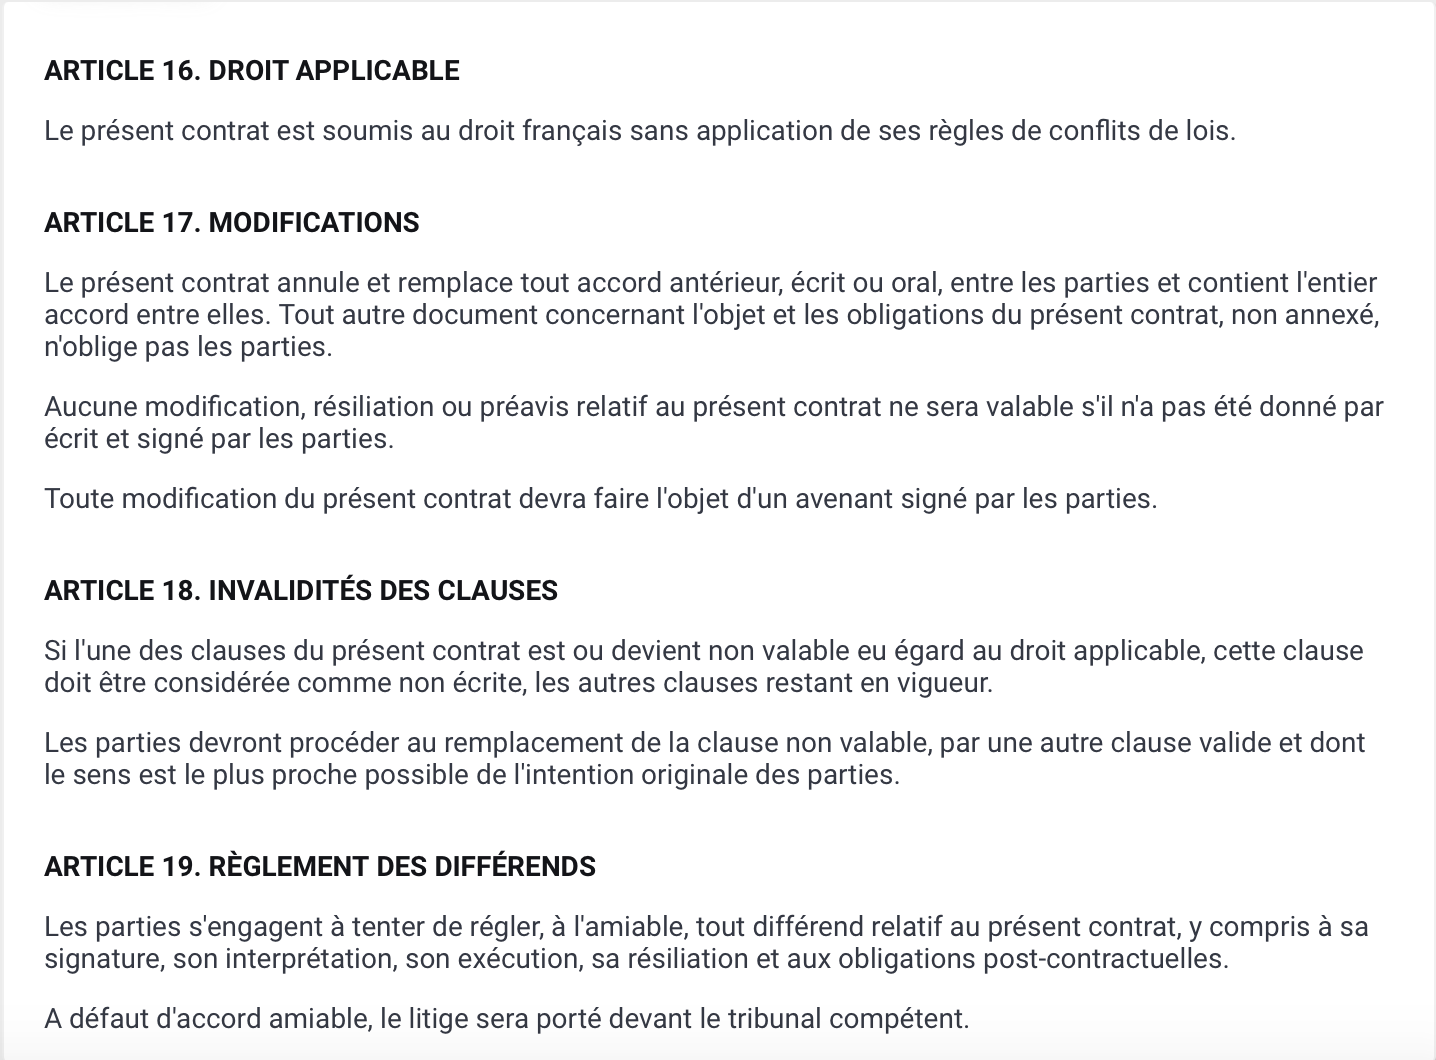 ARTICLE 16. DROIT APPLICABLE
Le présent contrat est soumis au droit français sans application de ses règles de conflits de lois.
ARTICLE 17. MODIFICATIONS
Le présent contrat annule et remplace tout accord antérieur, écrit ou oral, entre les parties et contient l'entier
accord entre elles. Tout autre document concernant l'objet et les obligations du présent contrat, non annexé,
n'oblige pas les parties.
Aucune modification, résiliation ou préavis relatif au présent contrat ne sera valable s'il n'a pas été donné par
écrit et signé par les parties.
Toute modification du présent contrat devra faire l'objet d'un avenant signé par les parties.
ARTICLE 18. INVALIDITÉS DES CLAUSES
Si l'une des clauses du présent contrat est ou devient non valable eu égard au droit applicable, cette clause
doit être considérée comme non écrite, les autres clauses restant en vigueur.
Les parties devront procéder au remplacement de la clause non valable, par une autre clause valide et dont
le sens est le plus proche possible de l'intention originale des parties.
ARTICLE 19. RÈGLEMENT DES DIFFÉRENDS
Les parties s'engagent à tenter de régler, à l'amiable, tout différend relatif au présent contrat, y compris à sa
signature, son interprétation, son exécution, sa résiliation et aux obligations post-contractuelles.
A défaut d'accord amiable, le litige sera porté devant le tribunal compétent.